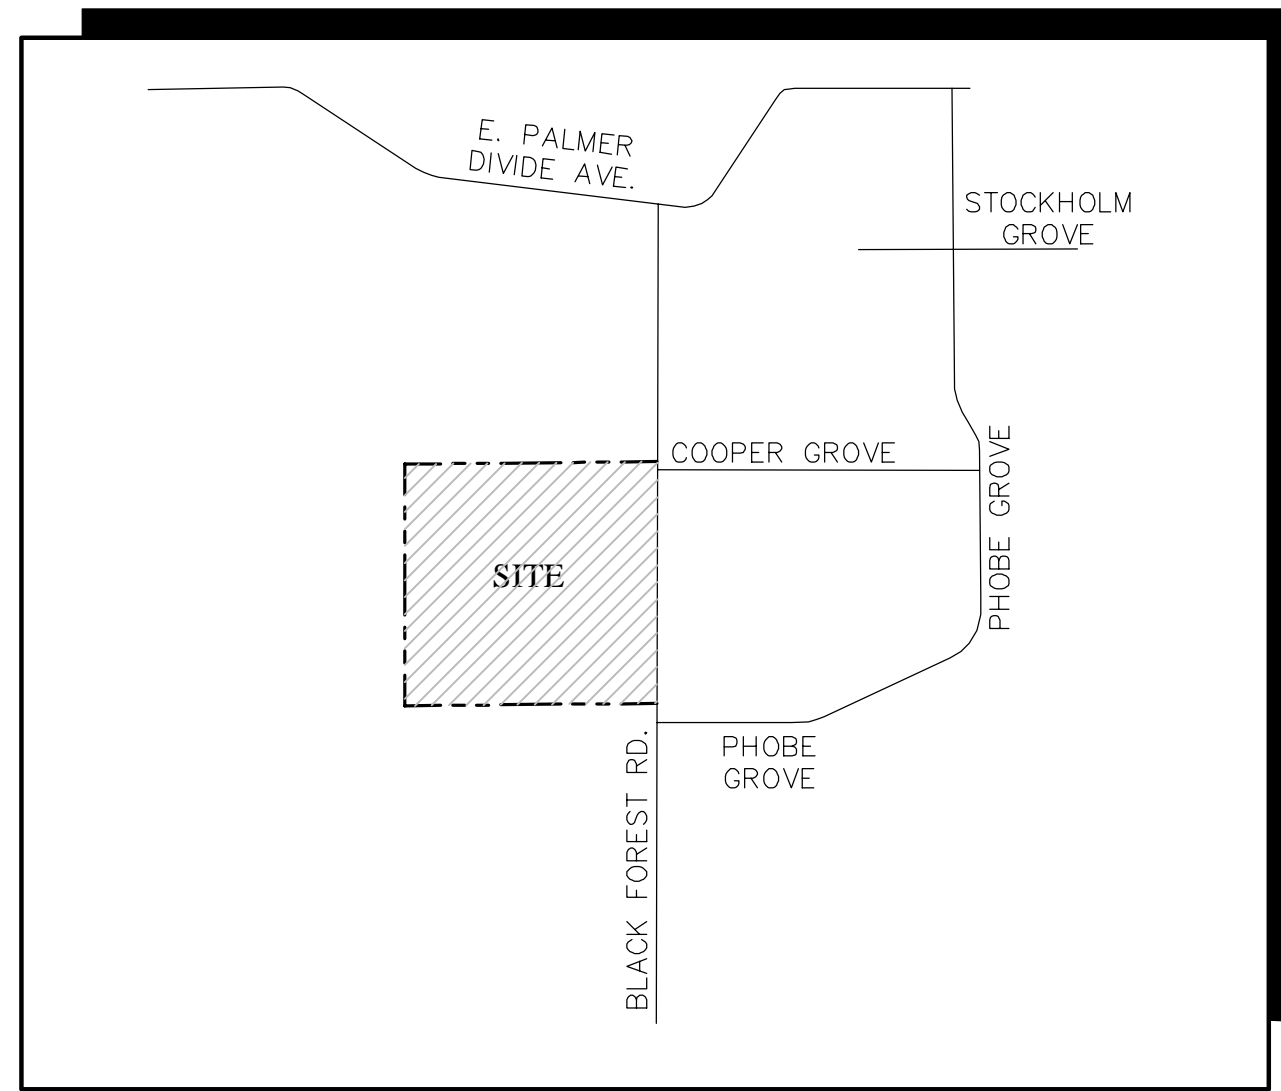 E. PALMER
DIVIDE AVE.
STOCKHOLM
GROVE
COOPER GROVE
PHOBE GROVE
SITE
PHOBE
GROVE
BLACK FOREST RD.